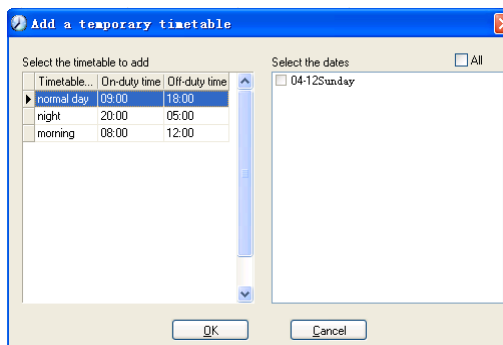 Add a temporary timetable
Select the timetable to add
Timetable... On-duty time Off-duty time
normal day 09:00 18:00
night 20:00 05:00
morning 08:00 12:00
Select the dates All
04-12Sunday
OK Cancel